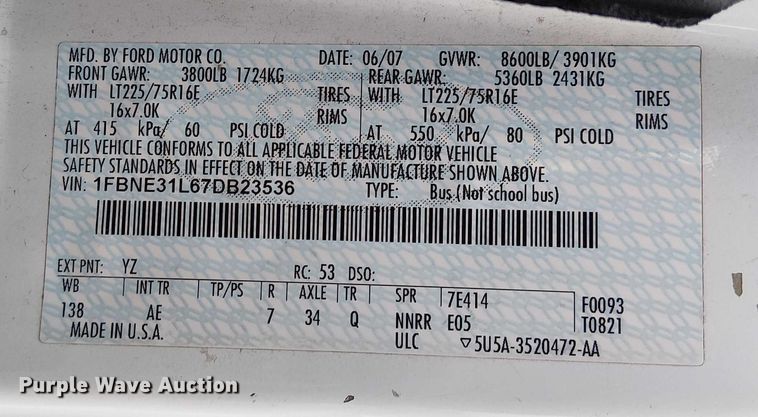 MFD. BY FORD MOTOR CO. DATE: 06/07 GVWR: 8600LB/ 3901KG
FRONT GAWR: 3800LB 1724KG REAR GAWR: 5360LB 2431KG
WITH LT225/75R16E TIRES WITH LT225/75R16E TIRES
16x7.0K RIMS 16x7.0K RIMS
AT 415 kPa/ 60 PSI COLD AT 550 kPa/ 80 PSI COLD
THIS VEHICLE CONFORMS TO ALL APPLICABLE FEDERAL MOTOR VEHICLE
SAFETY STANDARDS IN EFFECT ON THE DATE OF MANUFACTURE SHOWN ABOVE.
VIN: 1FBNE31L67DB23536 TYPE: Bus (Not school bus)
EXT PNT: YZ RC: 53 DSO:
WB INT TR TP/PS R AXLE TR SPR 7E414 F0093
138 AE 7 34 Q NNRR E05 T0821
MADE IN U.S.A. ULC ▽5U5A-3520472-AA
Purple Wave Auction